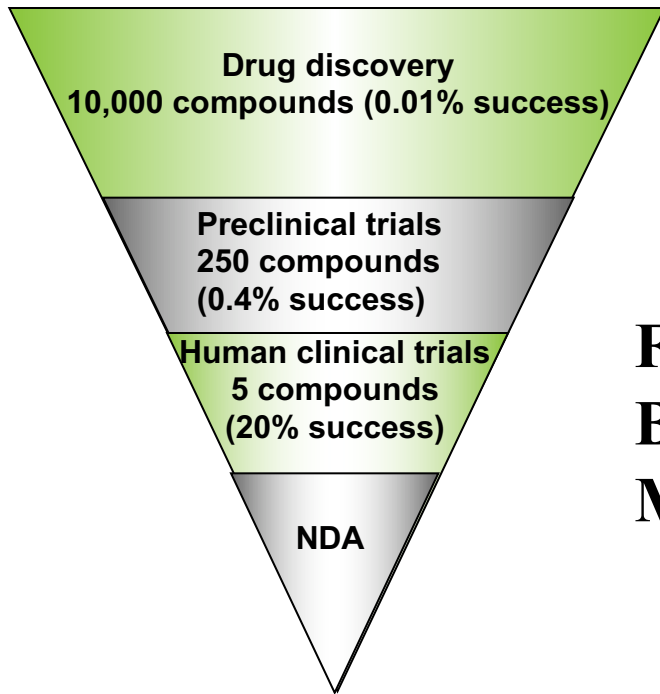 Drug discovery
10,000 compounds (0.01% success)
Preclinical trials
250 compounds
(0.4% success)
Human clinical trials
5 compounds
(20% success)
NDA